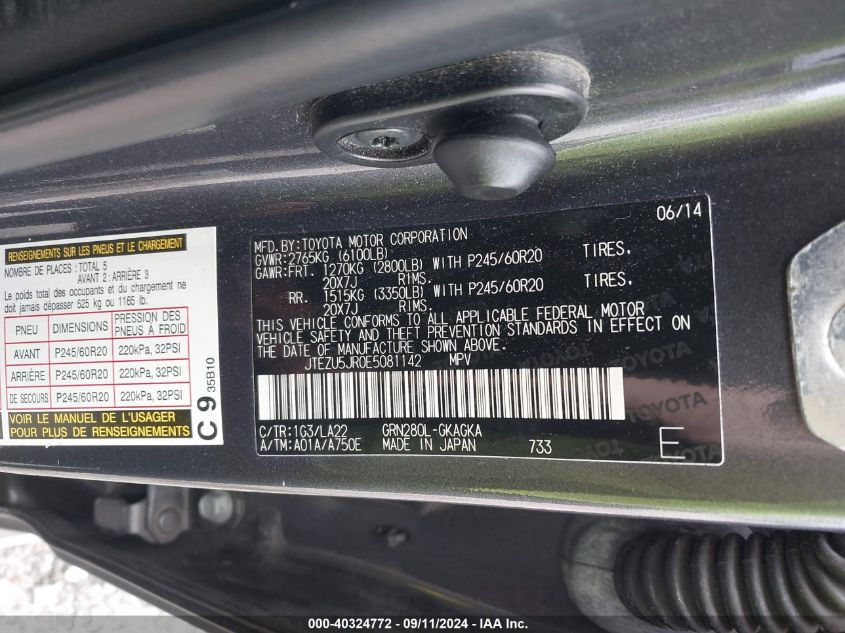 RENSEIGNEMENTS SUR LES PNEUS ET LE CHARGEMENT
NOMBRE DE PLACES: TOTAL 5
AVANT 2: ARRIÈRE 3
Le poids total des occupants et du chargement ne
doit jamais dépasser 525 kg ou 1165 lb.
PNEU DIMENSIONS PRESSION DES PNEUS À FROID
AVANT P245/60R20 220kPa, 32PSI
ARRIÈRE P245/60R20 220kPa, 32PSI
DE SECOURS P245/60R20 220kPa, 32PSI
VOIR LE MANUEL DE L'USAGER
POUR PLUS DE RENSEIGNEMENTS
C 9 35B10
06/14
MFD.BY:TOYOTA MOTOR CORPORATION
GVWR:2765KG (6100LB)
GAWR:FRT. 1270KG (2800LB) WITH P245/60R20 TIRES.
20X7J RIMS.
RR. 1515KG (3350LB) WITH P245/60R20 TIRES.
20X7J RIMS.
THIS VEHICLE CONFORMS TO ALL APPLICABLE FEDERAL MOTOR
VEHICLE SAFETY AND THEFT PREVENTION STANDARDS IN EFFECT ON
THE DATE OF MANUFACTURE SHOWN ABOVE.
JTEZU5JR0E5081142 MPV
C/TR:1G3/LA22 GRN280L-GKAGKA
A/TM:A01A/A750E MADE IN JAPAN 733 E
TOYOTA
000-40324772 - 09/11/2024 - IAA Inc.